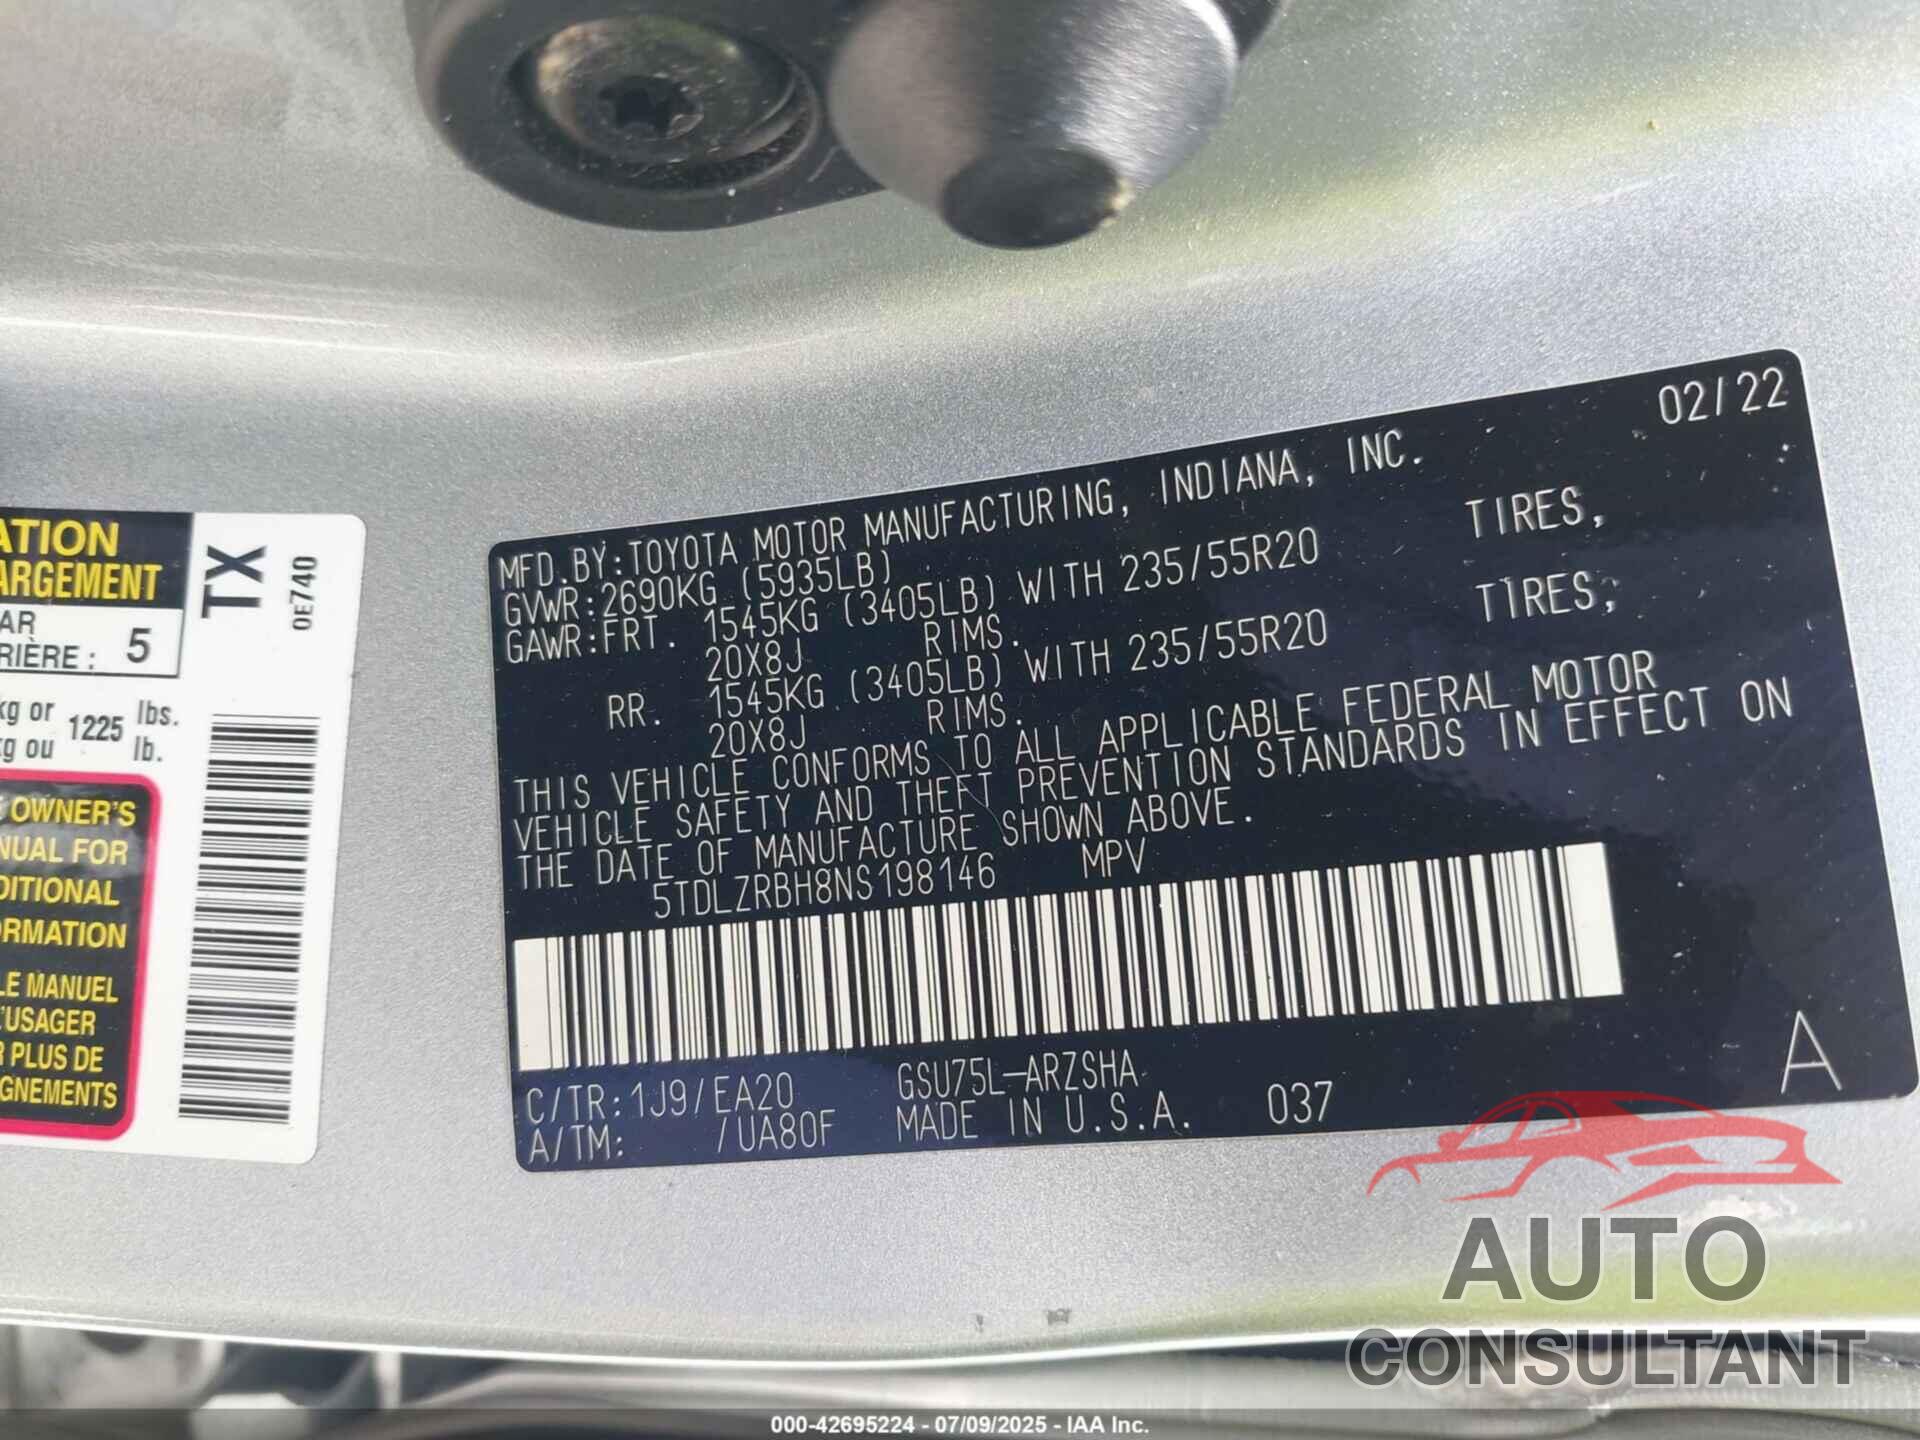 ATION
ARGEMENT
AR
RIÈRE : 5
kg or 1225 lbs.
kg ou lb.
OWNER'S
NUAL FOR
DITIONAL
ORMATION
LE MANUEL
L'USAGER
R PLUS DE
GNEMENTS
TX
0E740
02/22
MFD.BY:TOYOTA MOTOR MANUFACTURING, INDIANA, INC.
GVWR:2690KG (5935LB)
GAWR:FRT. 1545KG (3405LB) WITH 235/55R20 TIRES,
20X8J RIMS.
RR. 1545KG (3405LB) WITH 235/55R20 TIRES,
20X8J RIMS.
THIS VEHICLE CONFORMS TO ALL APPLICABLE FEDERAL MOTOR
VEHICLE SAFETY AND THEFT PREVENTION STANDARDS IN EFFECT ON
THE DATE OF MANUFACTURE SHOWN ABOVE.
5TDLZRBH8NS198146 MPV
C/TR:1J9/EA20 GSU75L-ARZSHA
A/TM: /UA80F MADE IN U.S.A. 037
A
AUTO
CONSULTANT
000-42695224 - 07/09/2025 - IAA Inc.